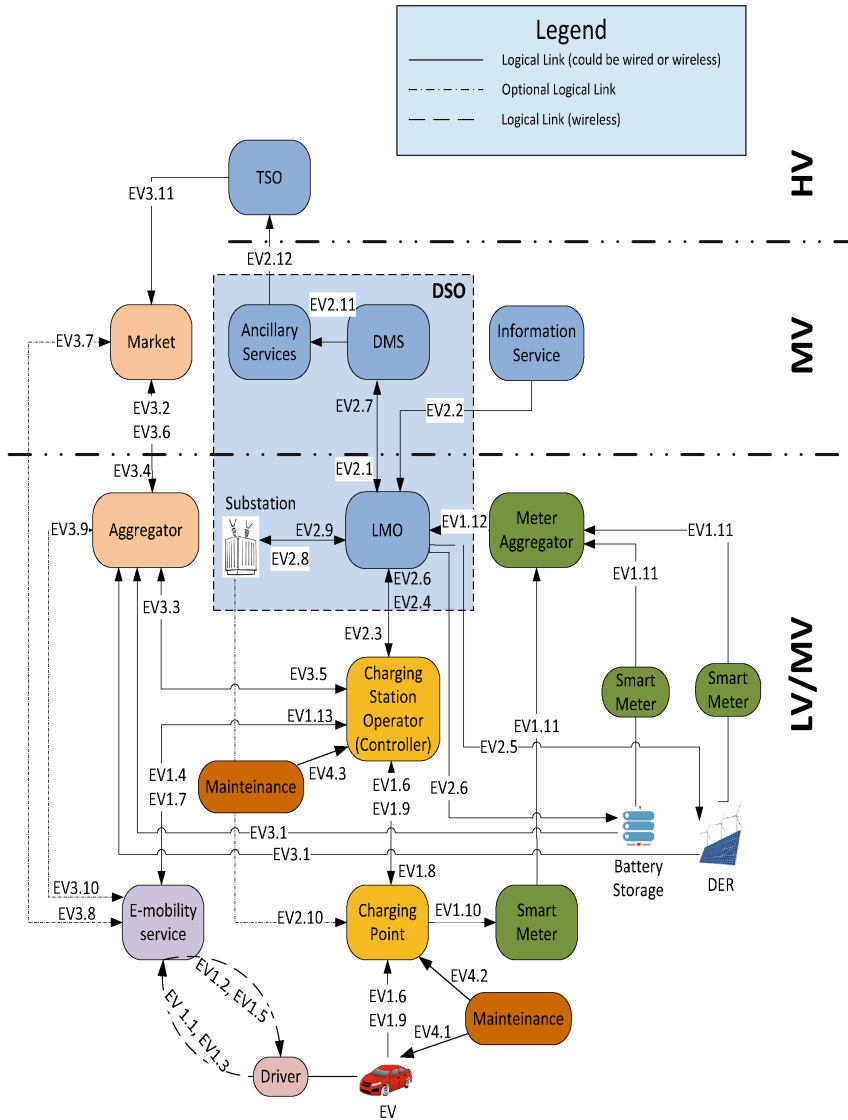 Legend
Logical Link (could be wired or wireless)
Optional Logical Link
Logical Link (wireless)
HV
TSO
EV3.11
EV2.12
DSO
EV2.11
MV
Ancillary
Services
DMS
Information
Service
Market
EV3.7
EV3.2
EV3.6
EV2.7
EV2.2
EV3.4
EV2.1
Substation
EV3.9
Aggregator
EV2.9
EV2.8
LMO
EV1.12
Meter
Aggregator
EV1.11
EV1.11
EV2.6
EV2.4
EV3.3
EV2.3
LV/MV
EV3.5
EV1.13
Charging
Station
Operator
(Controller)
Smart
Meter
Smart
Meter
EV1.11
EV2.5
EV4.3
Mainteinance
EV1.4
EV1.7
EV1.6
EV1.9
EV2.6
EV3.1
EV3.1
Battery
Storage
DER
EV1.8
EV3.10
EV3.8
E-mobility
service
EV2.10
Charging
Point
EV1.10
Smart
Meter
EV1.2, EV1.5
EV 1.1, EV1.3
EV1.6
EV1.9
EV4.2
Mainteinance
EV4.1
Driver
EV